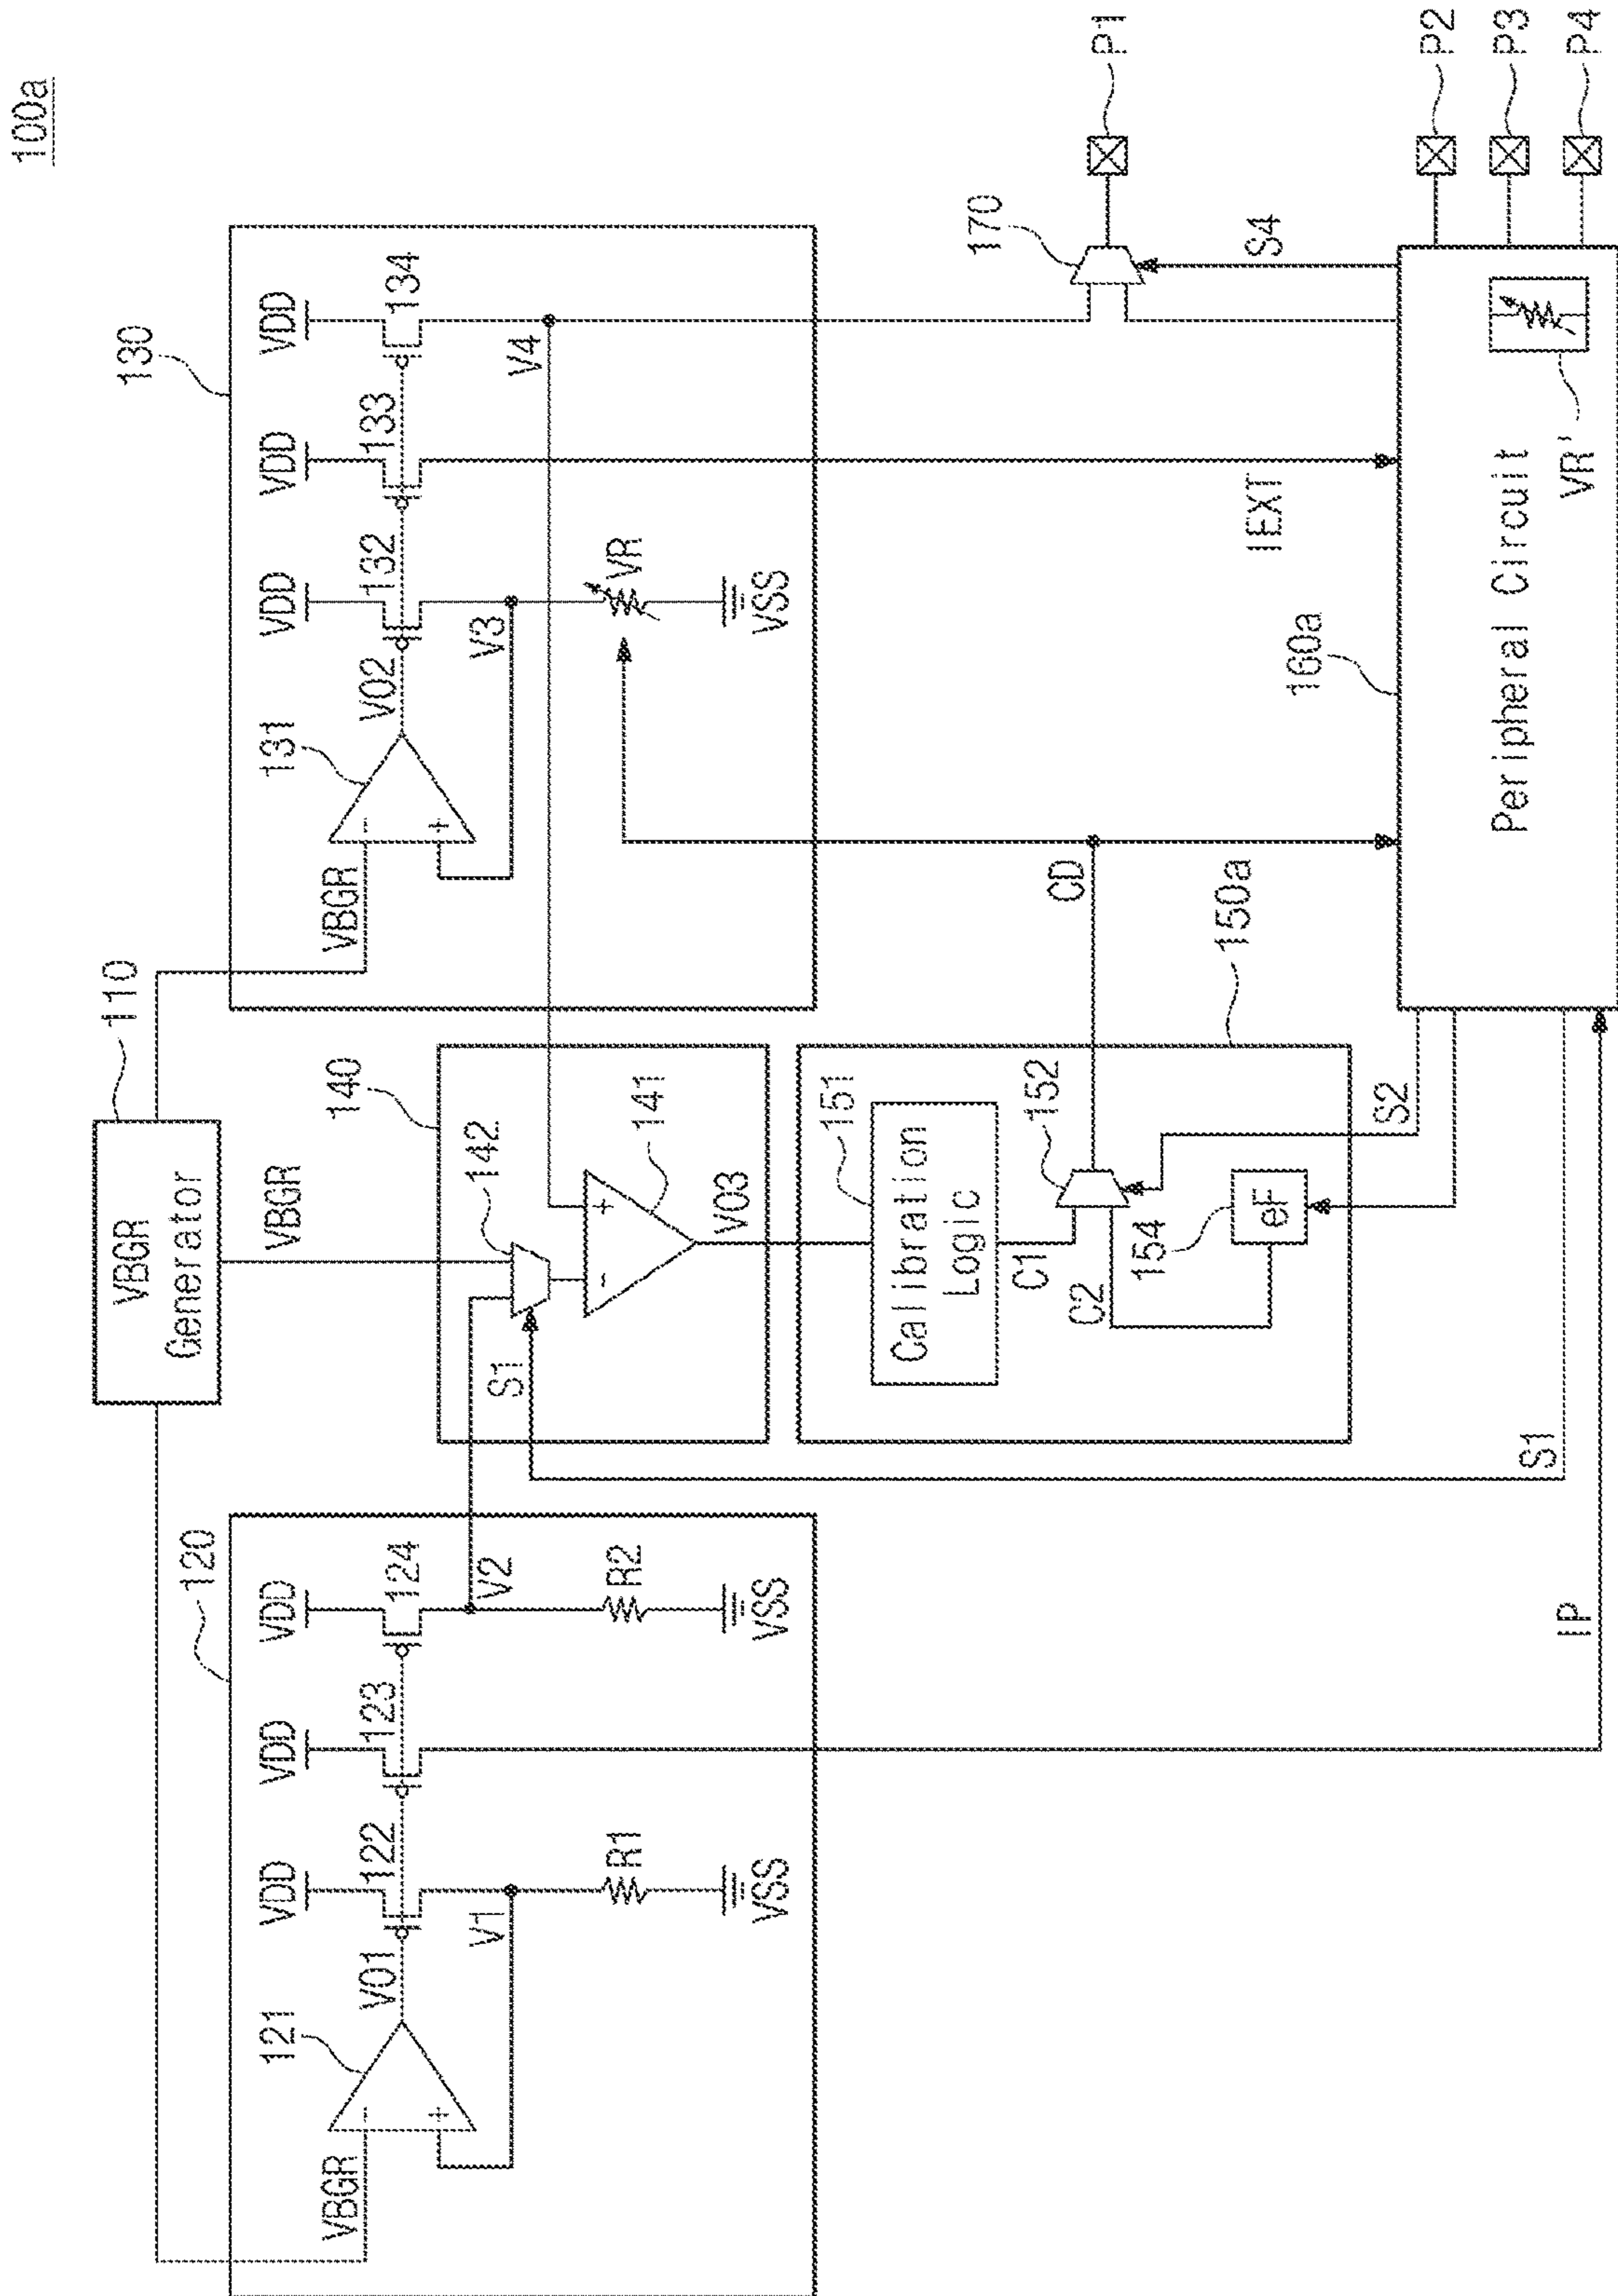 100a
VBGR
Generator
110
VBGR
120
VBGR
121
V01
VDD
122
VDD
123
VDD
124
V1
V2
R1
R2
VSS
VSS
IP
140
142
S1
141
V03
130
VBGR
131
V02
VDD
132
VDD
133
VDD
134
V3
V4
VR
VSS
IEXT
150a
151
Calibration
Logic
C1
152
C2
154
eF
CD
S2
S1
160a
Peripheral Circuit
VR'
170
S4
P1
P2
P3
P4